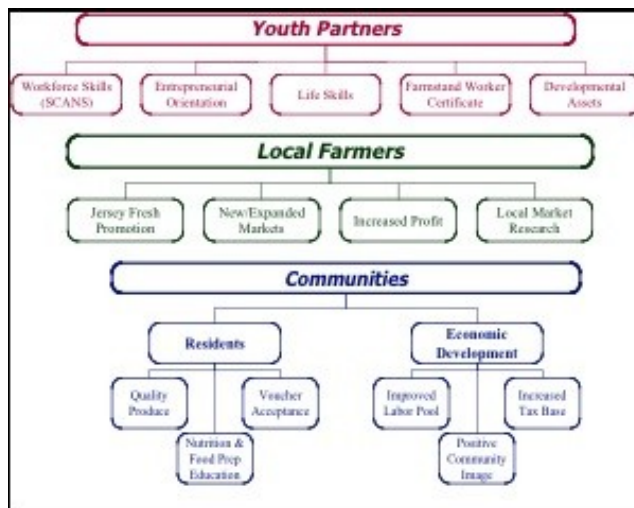 Youth Partners
Workforce Skills
(SCANS)
Entrepreneurial
Orientation
Life Skills
Farmstand Worker
Certificate
Developmental
Assets
Local Farmers
Jersey Fresh
Promotion
New/Expanded
Markets
Increased Profit
Local Market
Research
Communities
Residents
Economic
Development
Quality
Produce
Voucher
Acceptance
Improved
Labor Pool
Increased
Tax Base
Nutrition &
Food Prep
Education
Positive
Community
Image